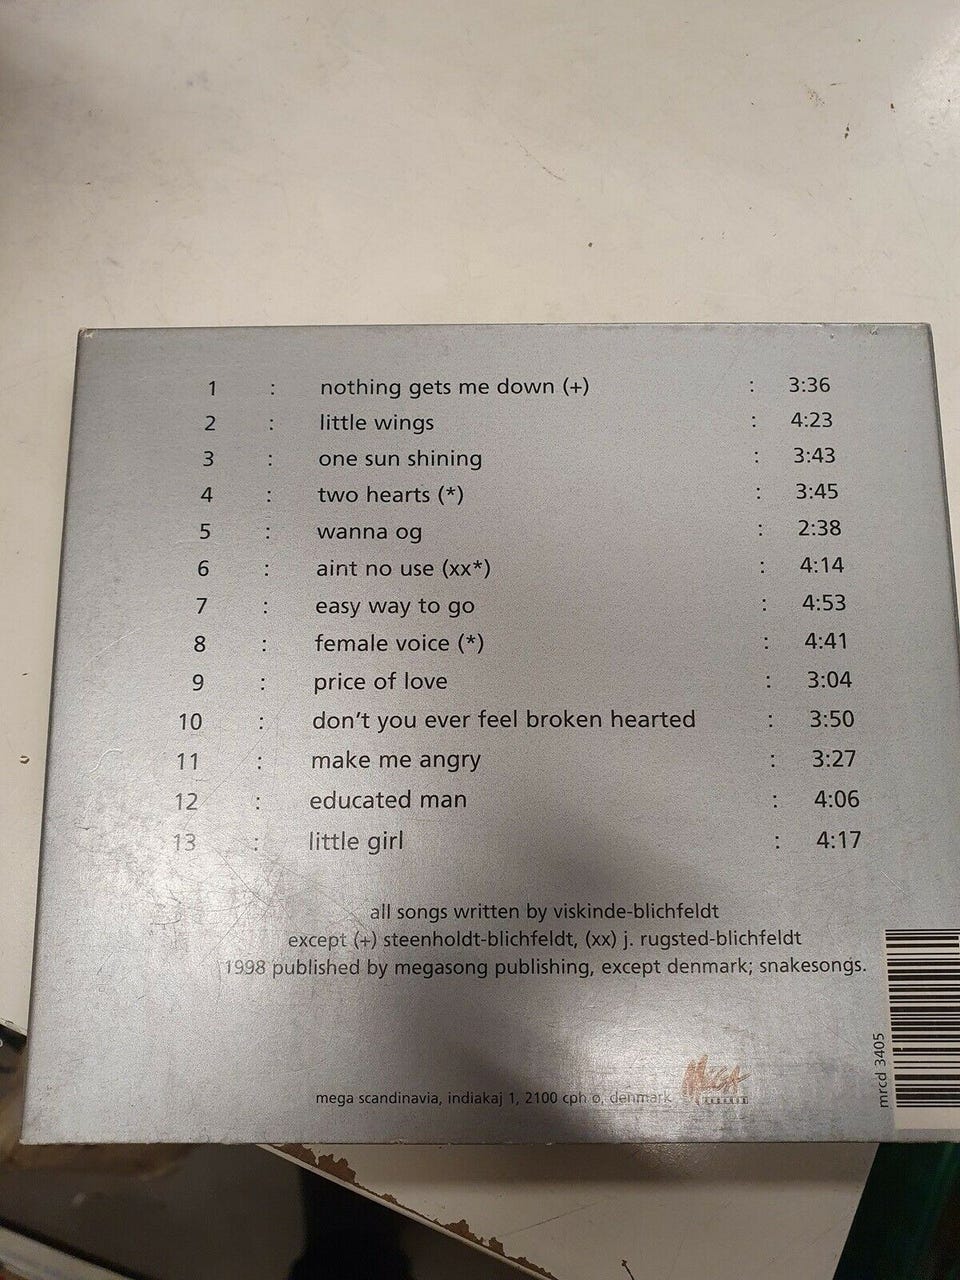 1 : nothing gets me down (+) : 3:36
2 : little wings : 4:23
3 : one sun shining : 3:43
4 : two hearts (*) : 3:45
5 : wanna og : 2:38
6 : aint no use (xx*) : 4:14
7 : easy way to go : 4:53
8 : female voice (*) : 4:41
9 : price of love : 3:04
10 : don't you ever feel broken hearted : 3:50
11 : make me angry : 3:27
12 : educated man : 4:06
13 : little girl : 4:17
all songs written by viskinde-blichfeldt
except (+) steenholdt-blichfeldt, (xx) j. rugsted-blichfeldt
1998 published by megasong publishing, except denmark; snakesongs.
mrcd 3405
mega scandinavia, indiakaj 1, 2100 cph ø, denmark
MEGA
RECORDS